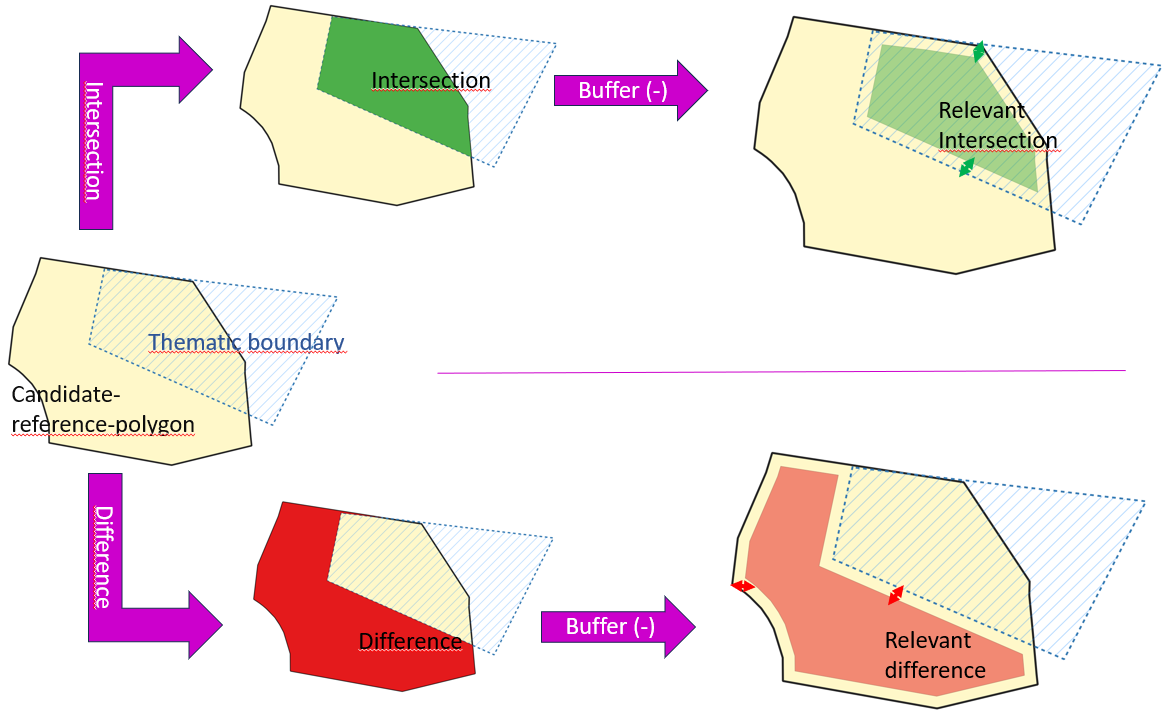 Intersection
Intersection
Buffer (-)
Relevant
Intersection
Thematic boundary
Candidate-
reference-polygon
Difference
Difference
Buffer (-)
Relevant
difference